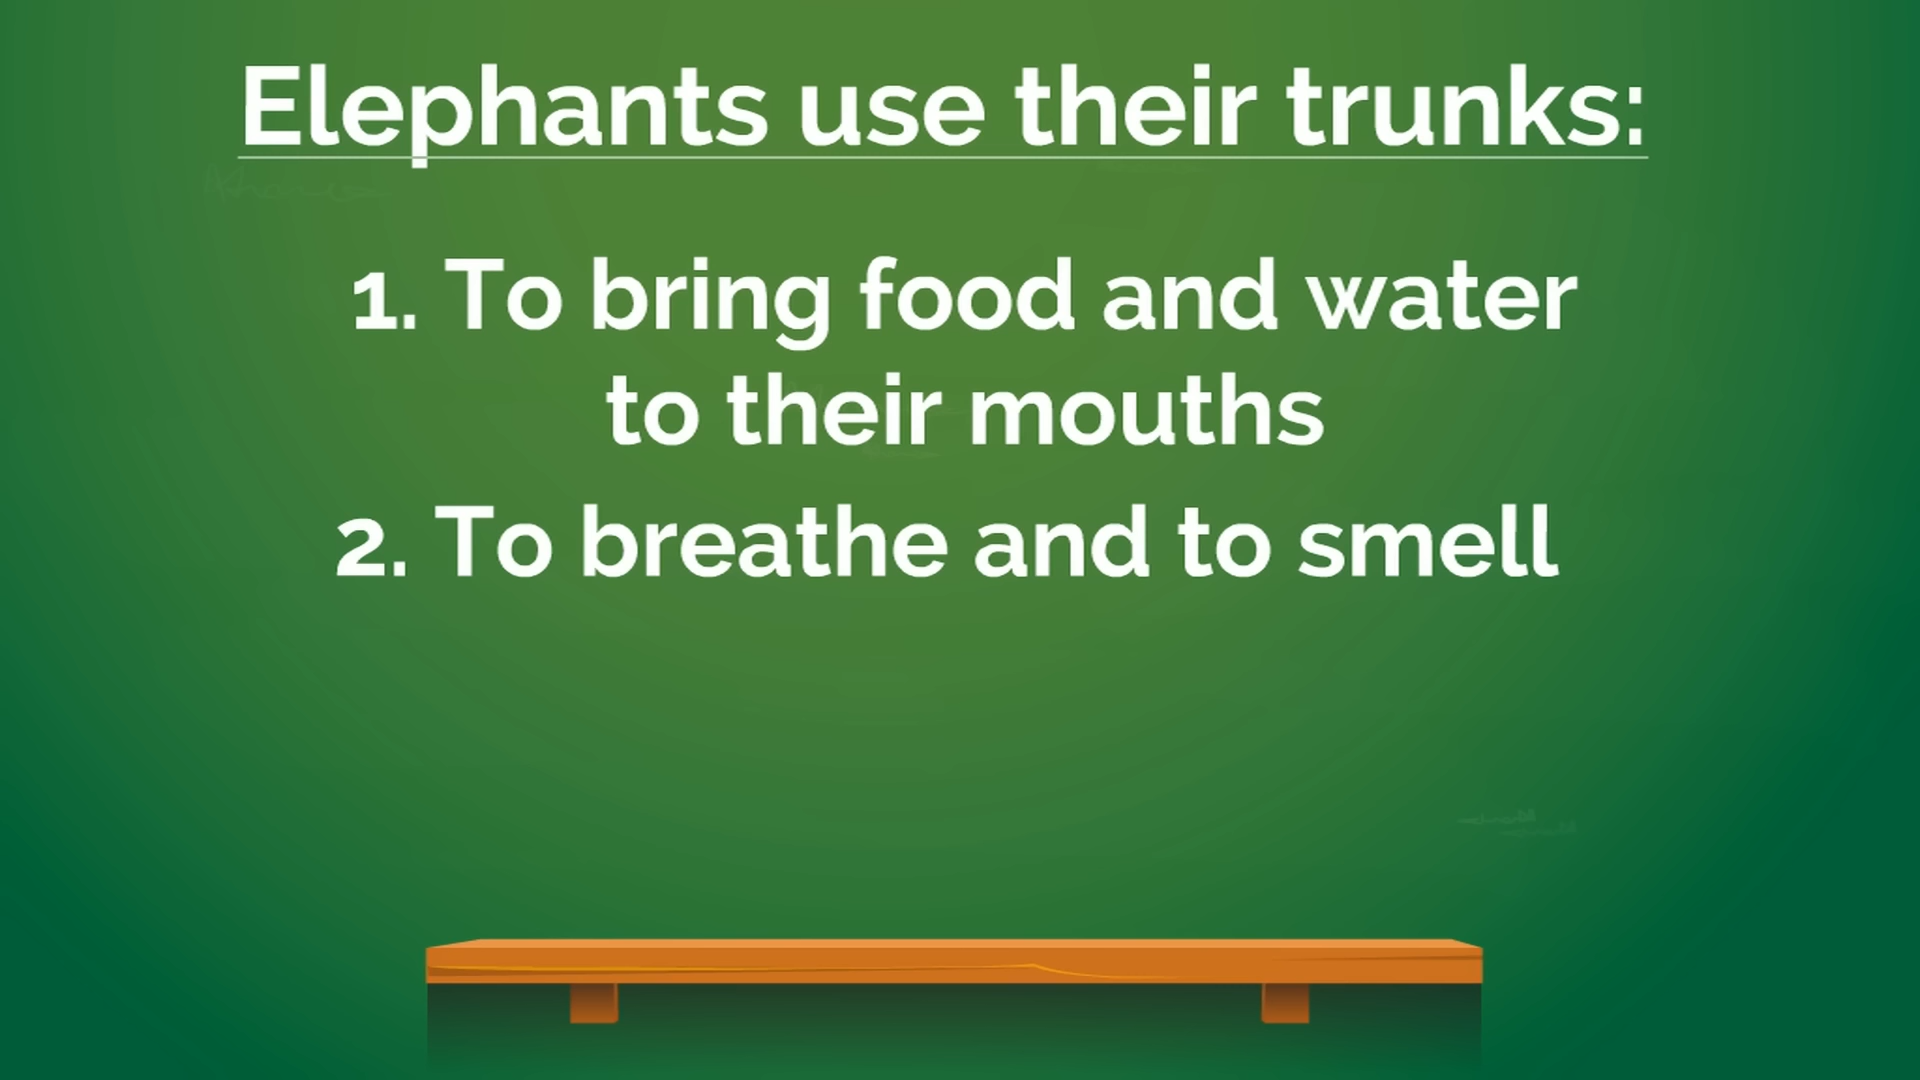 Elephants use their trunks:
1. To bring food and water
to their mouths
2. To breathe and to smell